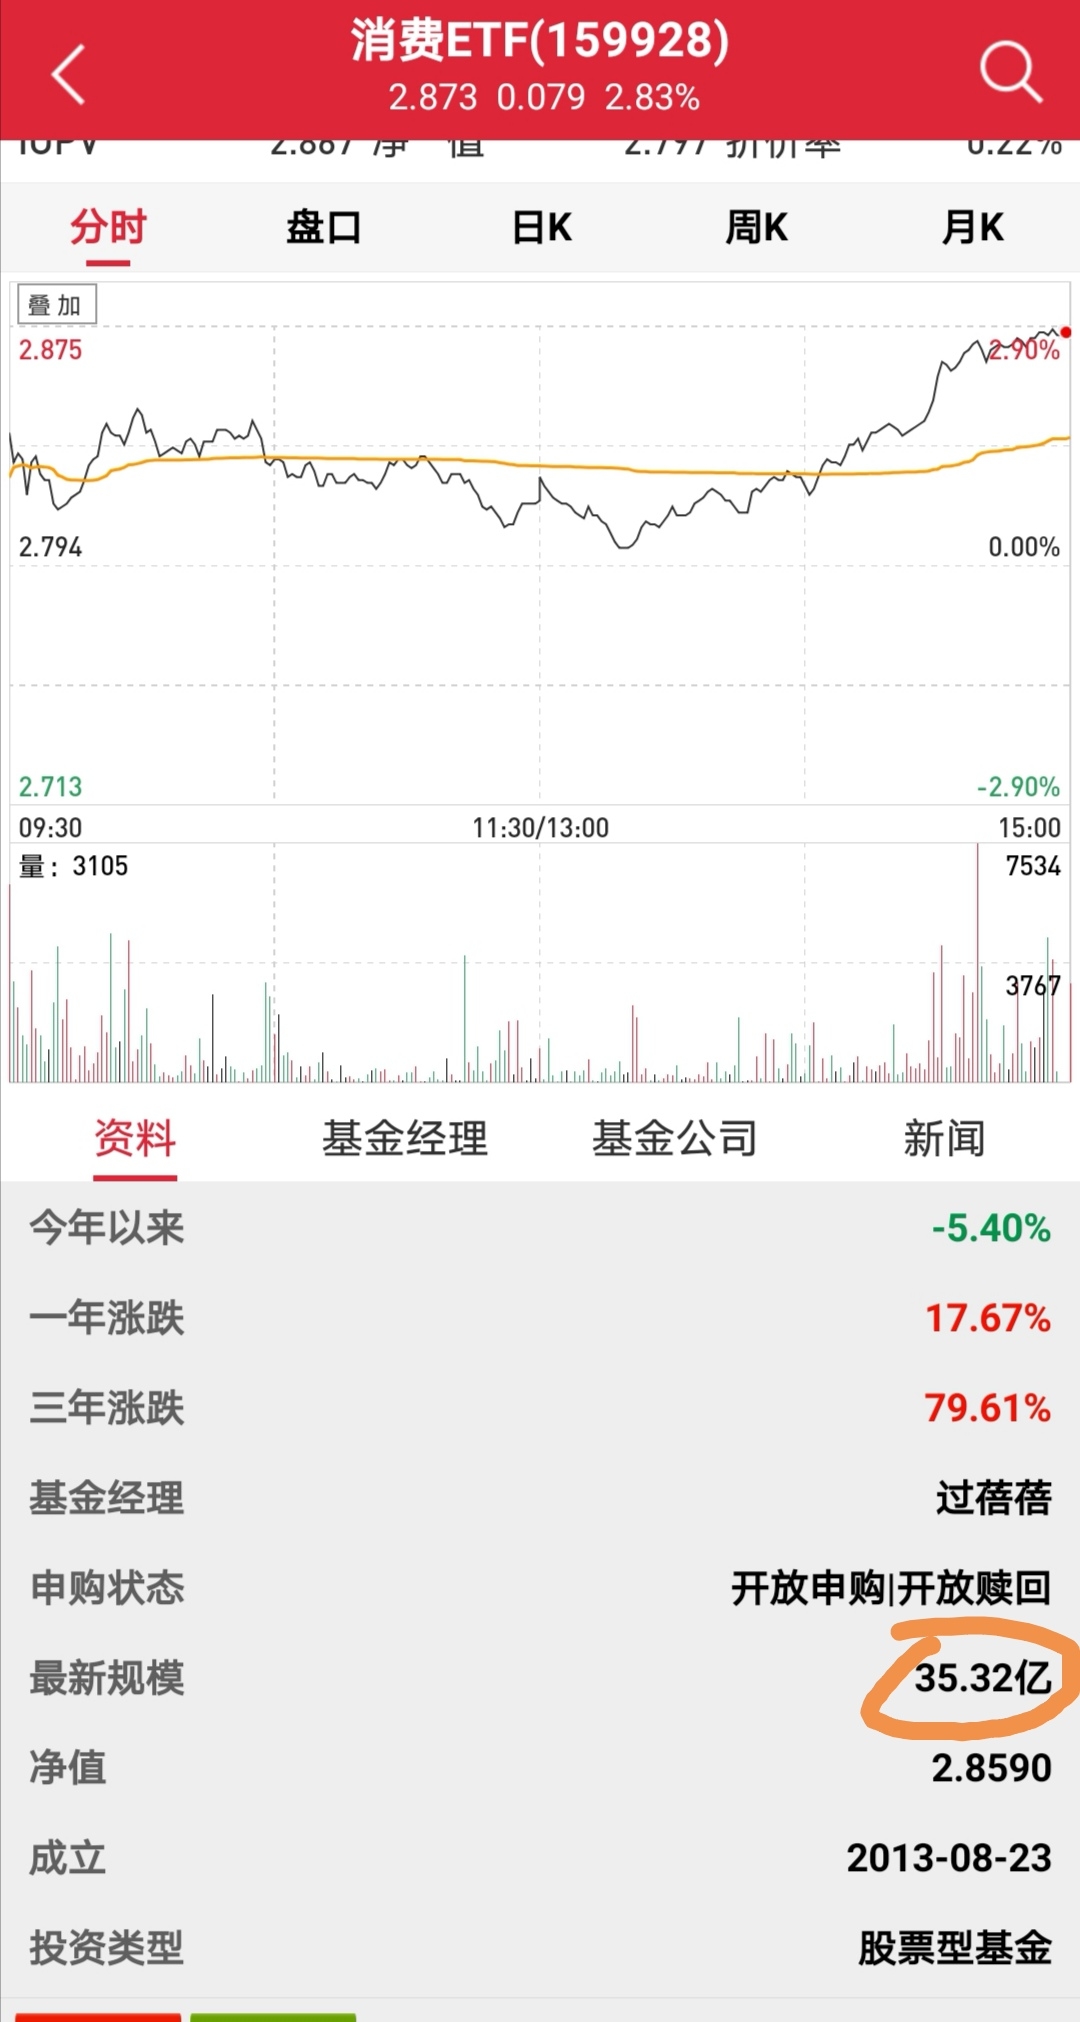 消费ETF(159928)
2.873 0.079 2.83%
IOPV 2.867 净 值 2.797 折价率 0.22%
分时 盘口 日K 周K 月K
叠加
2.875 2.90%
2.794 0.00%
2.713 -2.90%
09:30 11:30/13:00 15:00
量: 3105 7534
3767
资料 基金经理 基金公司 新闻
今年以来 -5.40%
一年涨跌 17.67%
三年涨跌 79.61%
基金经理 过蓓蓓
申购状态 开放申购|开放赎回
最新规模 35.32亿
净值 2.8590
成立 2013-08-23
投资类型 股票型基金